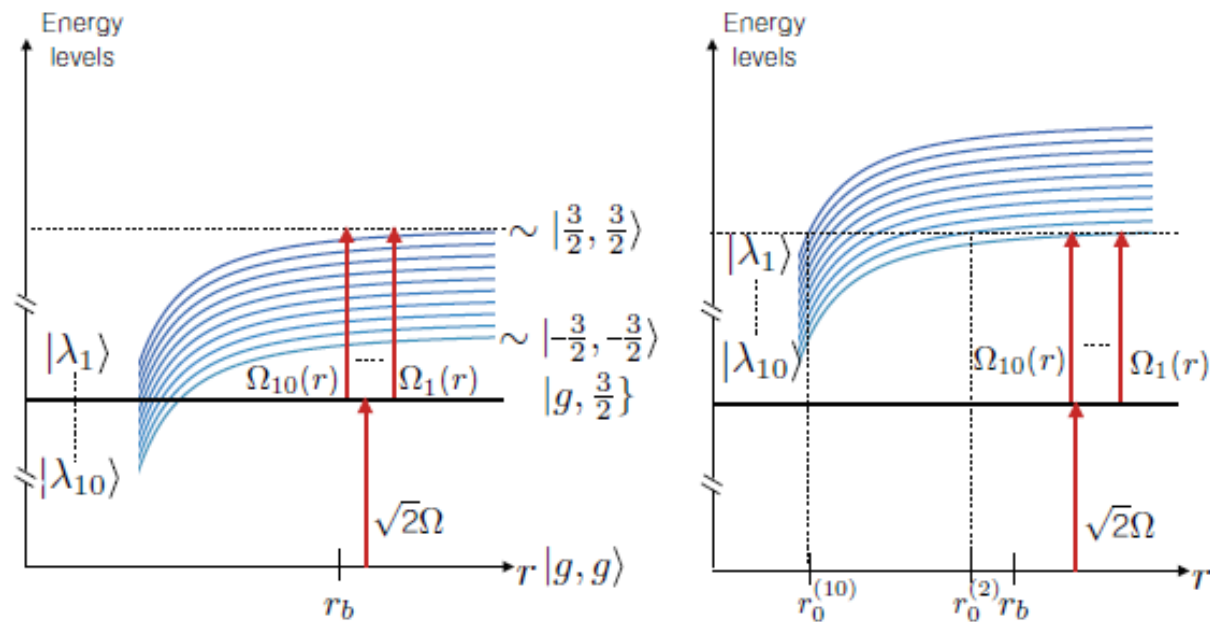 Energy
levels
∼ |3/2, 3/2⟩
∼ |−3/2, −3/2⟩
|λ₁⟩
Ω₁₀(r) ---- Ω₁(r)
|g, 3/2}
|λ₁₀⟩
√2Ω
r |g, g⟩
r_b
Energy
levels
|λ₁⟩
|λ₁₀⟩
Ω₁₀(r) ---- Ω₁(r)
√2Ω
r
r₀⁽¹⁰⁾ r₀⁽²⁾ r_b